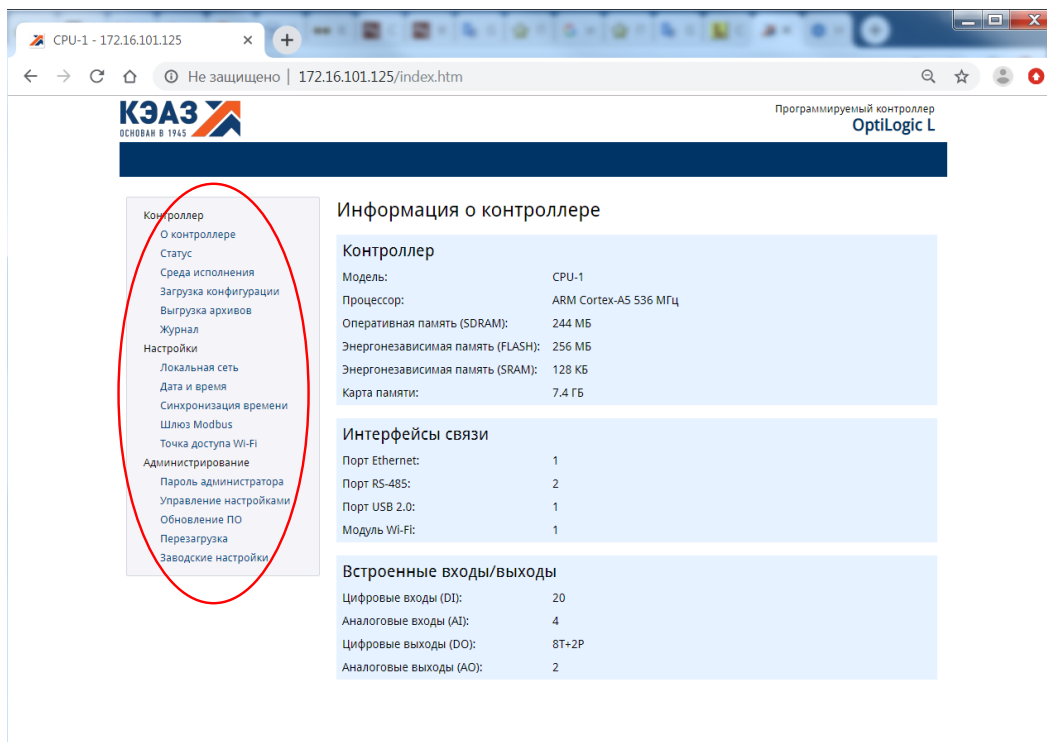 CPU-1 - 172.16.101.125
Не защищено | 172.16.101.125/index.htm
КЭАЗ
ОСНОВАН В 1945
Программируемый контроллер
OptiLogic L
Контроллер
О контроллере
Статус
Среда исполнения
Загрузка конфигурации
Выгрузка архивов
Журнал
Настройки
Локальная сеть
Дата и время
Синхронизация времени
Шлюз Modbus
Точка доступа Wi-Fi
Администрирование
Пароль администратора
Управление настройками
Обновление ПО
Перезагрузка
Заводские настройки
Информация о контроллере
Контроллер
Модель: CPU-1
Процессор: ARM Cortex-A5 536 МГц
Оперативная память (SDRAM): 244 МБ
Энергонезависимая память (FLASH): 256 МБ
Энергонезависимая память (SRAM): 128 КБ
Карта памяти: 7.4 ГБ
Интерфейсы связи
Порт Ethernet: 1
Порт RS-485: 2
Порт USB 2.0: 1
Модуль Wi-Fi: 1
Встроенные входы/выходы
Цифровые входы (DI): 20
Аналоговые входы (AI): 4
Цифровые выходы (DO): 8T+2P
Аналоговые выходы (AO): 2